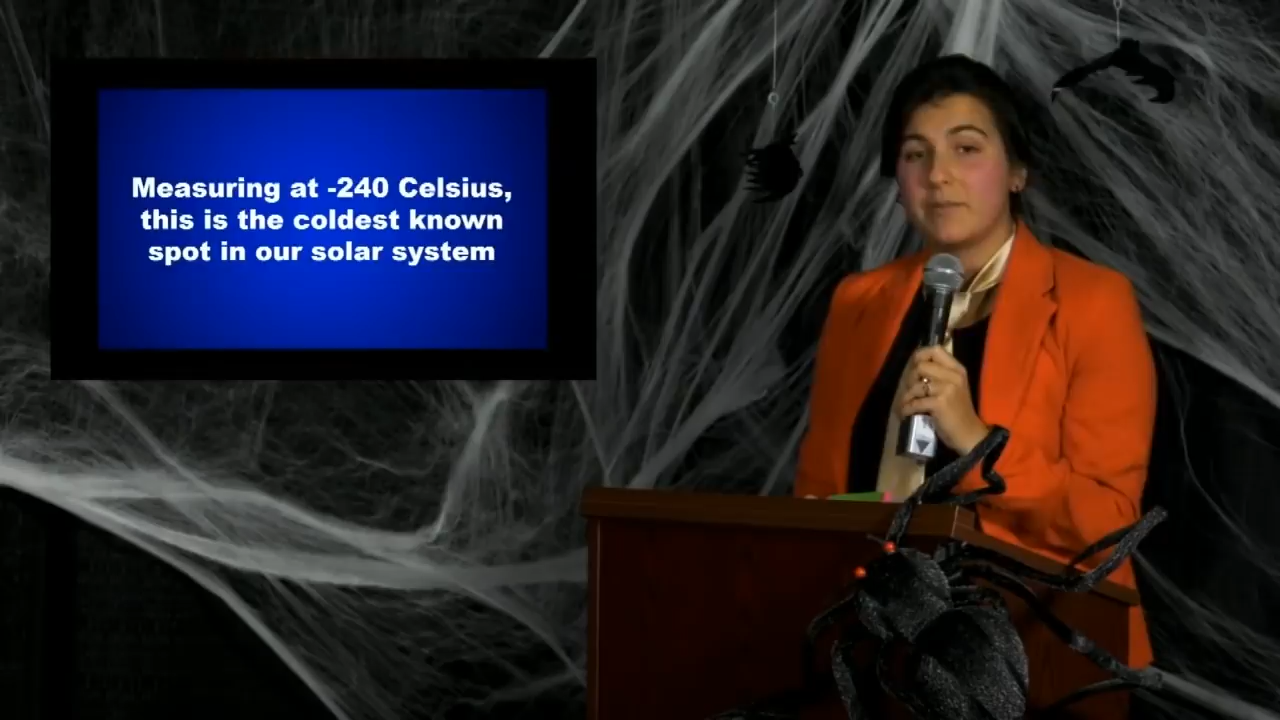 Measuring at -240 Celsius,
this is the coldest known
spot in our solar system